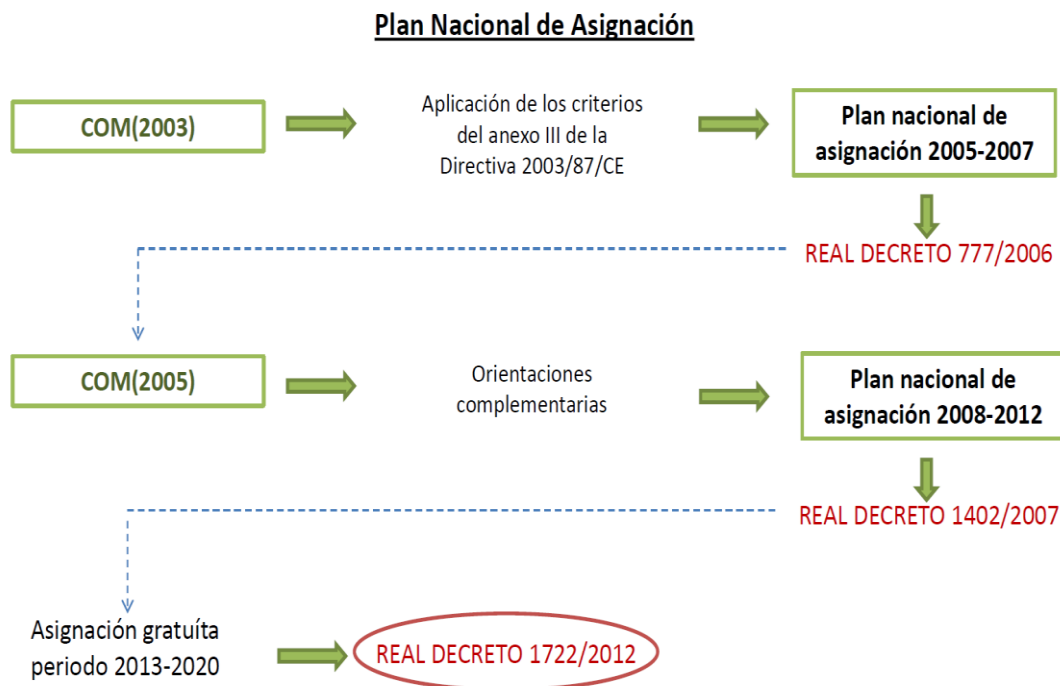 Plan Nacional de Asignación
COM(2003)
Aplicación de los criterios
del anexo III de la
Directiva 2003/87/CE
Plan nacional de
asignación 2005-2007
REAL DECRETO 777/2006
COM(2005)
Orientaciones
complementarias
Plan nacional de
asignación 2008-2012
REAL DECRETO 1402/2007
Asignación gratuíta
periodo 2013-2020
REAL DECRETO 1722/2012